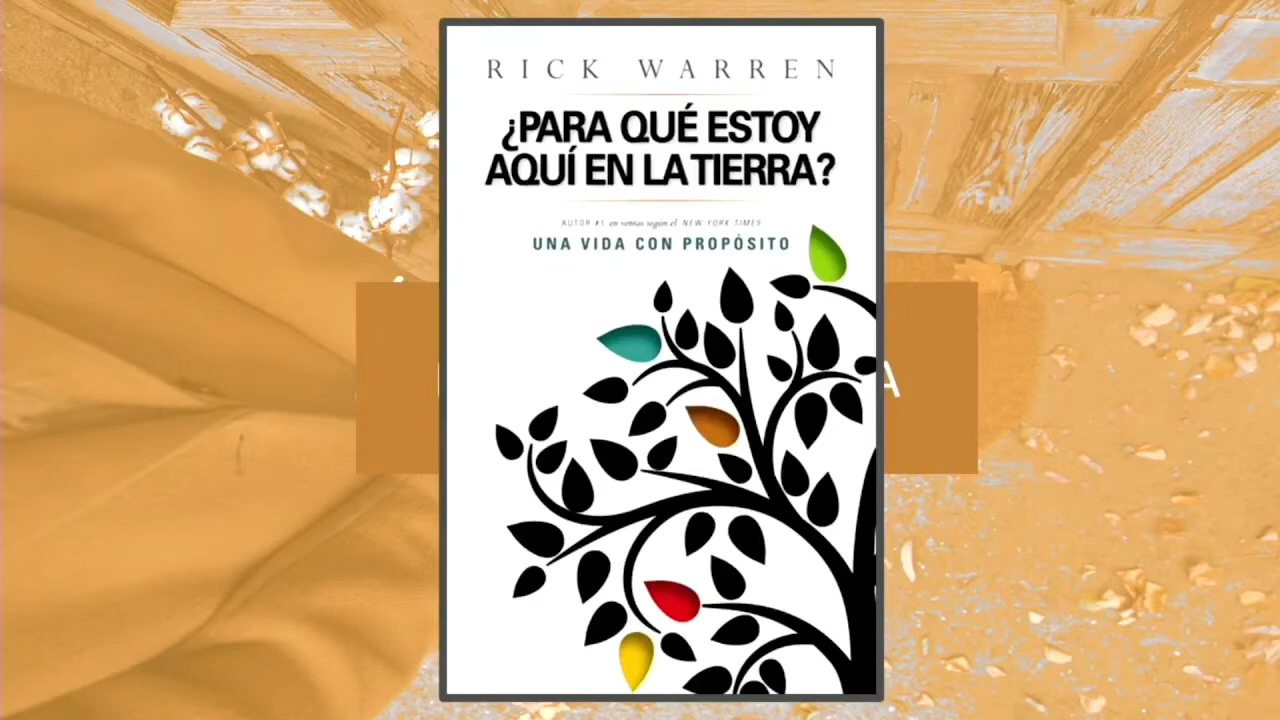 RICK WARREN
¿PARA QUÉ ESTOY
AQUÍ EN LA TIERRA?
AUTOR #1 en ventas según el NEW YORK TIMES
UNA VIDA CON PROPÓSITO